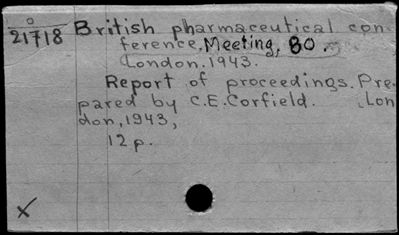 o
21718
British pharmaceutical con-
ference. Meeting, 80.
London. 1943.
Report of proceedings. Pre-
pared by C.E. Corfield. Lon
don, 1943,
12 p.
X